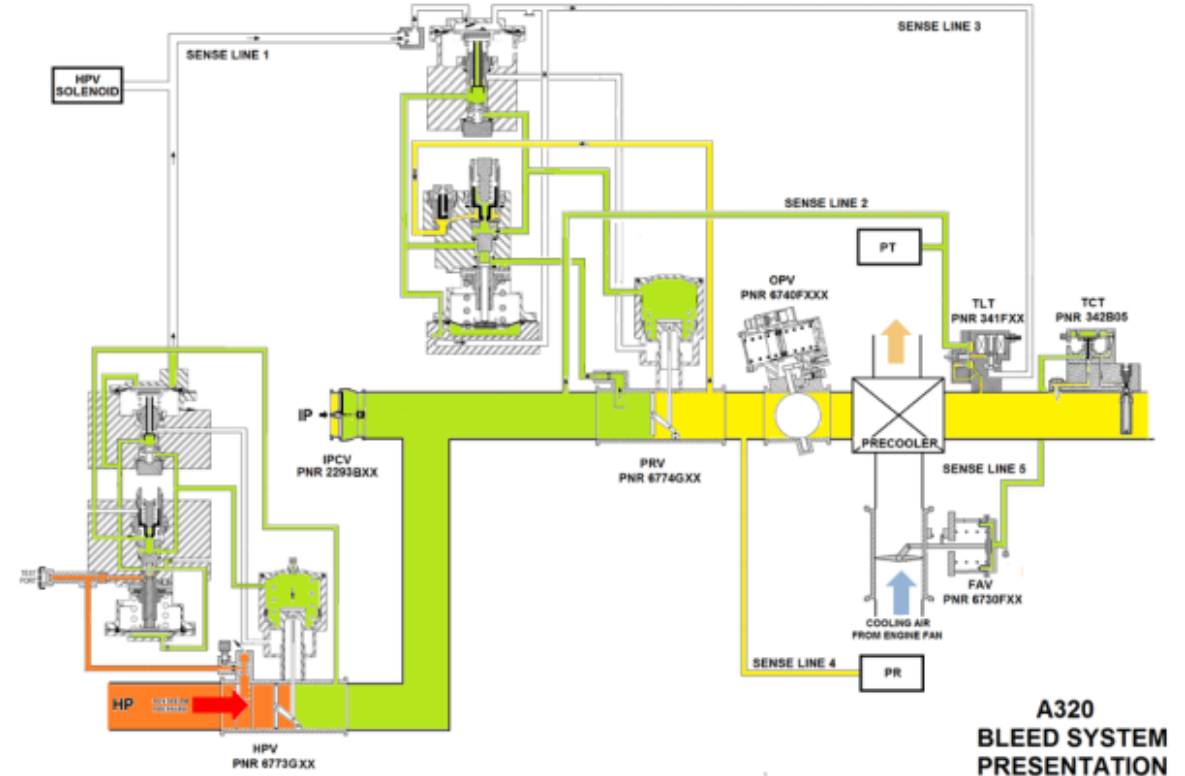 SENSE LINE 3
SENSE LINE 1
HPV
SOLENOID
SENSE LINE 2
PT
OPV
PNR 6740FXXX
TLT
PNR 341FXX
TCT
PNR 342B05
IP
IPCV
PNR 2293BXX
PRV
PNR 6774GXX
PRECOOLER
SENSE LINE 5
TEST
PORT
FAV
PNR 6730FXX
COOLING AIR
FROM ENGINE FAN
SENSE LINE 4
PR
HP
HPV
PNR 6773GXX
A320
BLEED SYSTEM
PRESENTATION